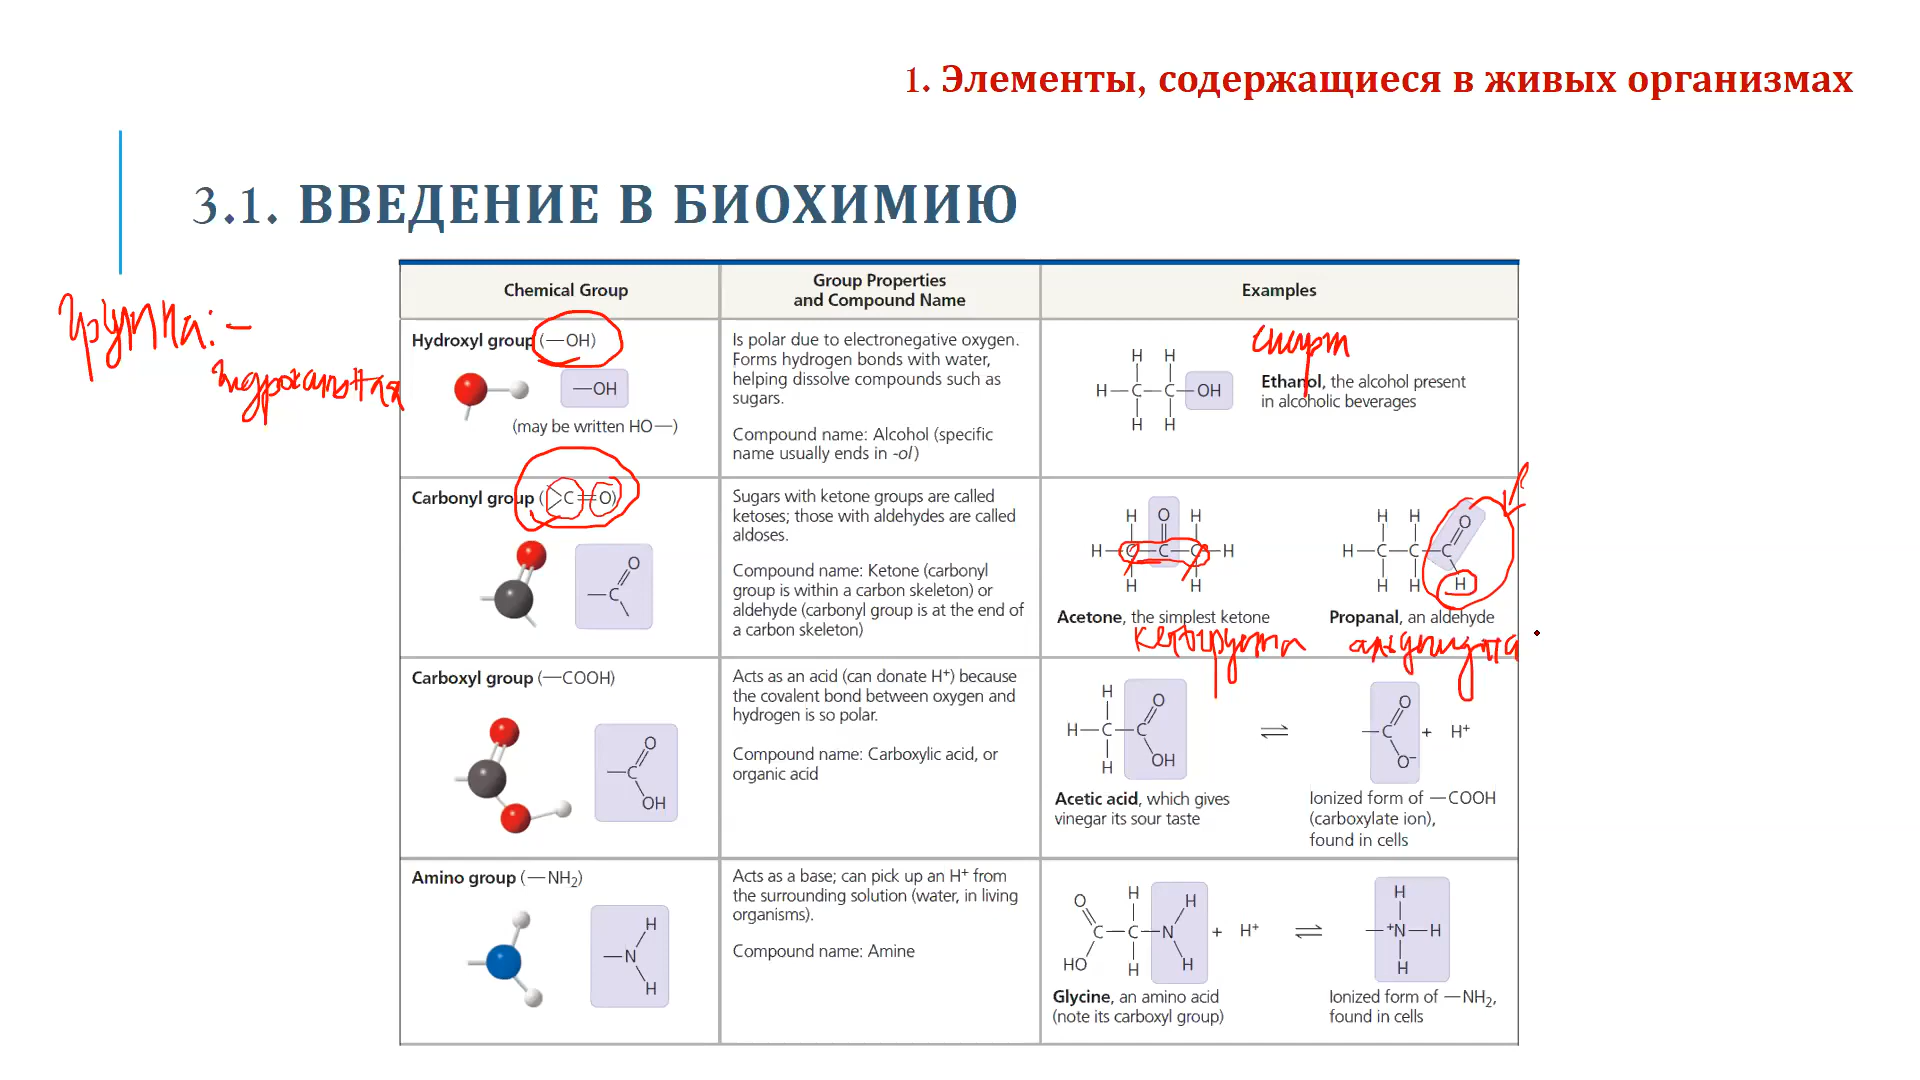 1. Элементы, содержащиеся в живых организмах
3.1. ВВЕДЕНИЕ В БИОХИМИЮ
группа: –
гидроксильная
Chemical Group
Group Properties
and Compound Name
Examples
Hydroxyl group (—OH)
—OH
(may be written HO—)
Is polar due to electronegative oxygen.
Forms hydrogen bonds with water,
helping dissolve compounds such as
sugars.
Compound name: Alcohol (specific
name usually ends in -ol)
спирт
H H
H—C—C—OH
H H
Ethanol, the alcohol present
in alcoholic beverages
Carbonyl group (>C=O)
O
—C
Sugars with ketone groups are called
ketoses; those with aldehydes are called
aldoses.
Compound name: Ketone (carbonyl
group is within a carbon skeleton) or
aldehyde (carbonyl group is at the end of
a carbon skeleton)
H O H
H—C—C—C—H
H H
Acetone, the simplest ketone
кетогруппа
H H O
H—C—C—C
H H H
Propanal, an aldehyde
Carboxyl group (—COOH)
O
—C
OH
Acts as an acid (can donate H+) because
the covalent bond between oxygen and
hydrogen is so polar.
Compound name: Carboxylic acid, or
organic acid
H O
H—C—C
H OH
⇌
O
—C + H+
O−
Acetic acid, which gives
vinegar its sour taste
Ionized form of —COOH
(carboxylate ion),
found in cells
Amino group (—NH2)
H
—N
H
Acts as a base; can pick up an H+ from
the surrounding solution (water, in living
organisms).
Compound name: Amine
O H H
C—C—N + H+ ⇌
HO H H
H
—+N—H
H
Glycine, an amino acid
(note its carboxyl group)
Ionized form of —NH2,
found in cells